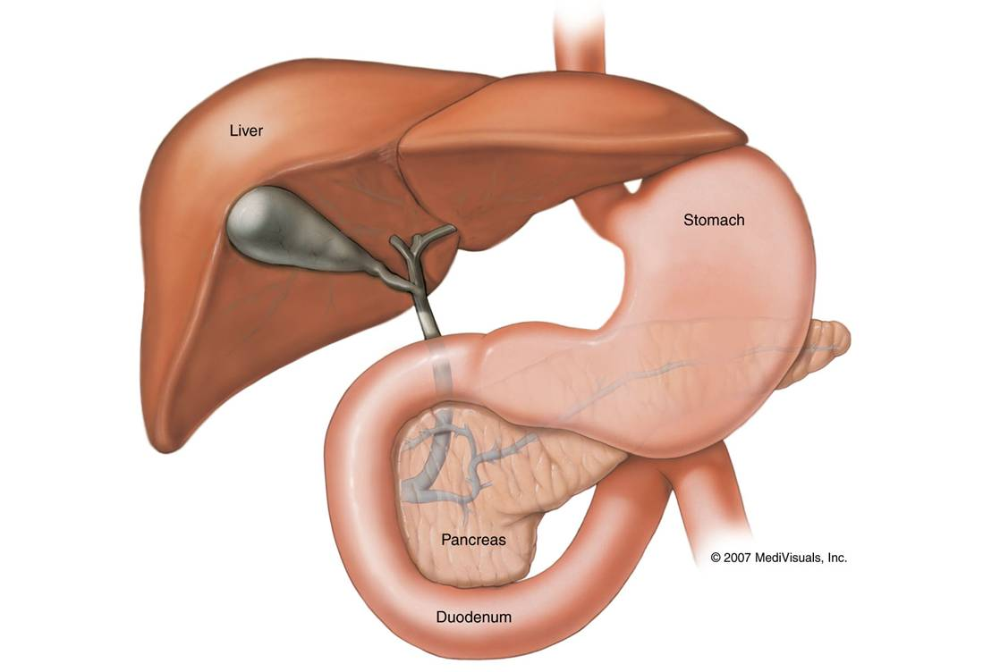 Liver
Stomach
Pancreas
© 2007 MediVisuals, Inc.
Duodenum